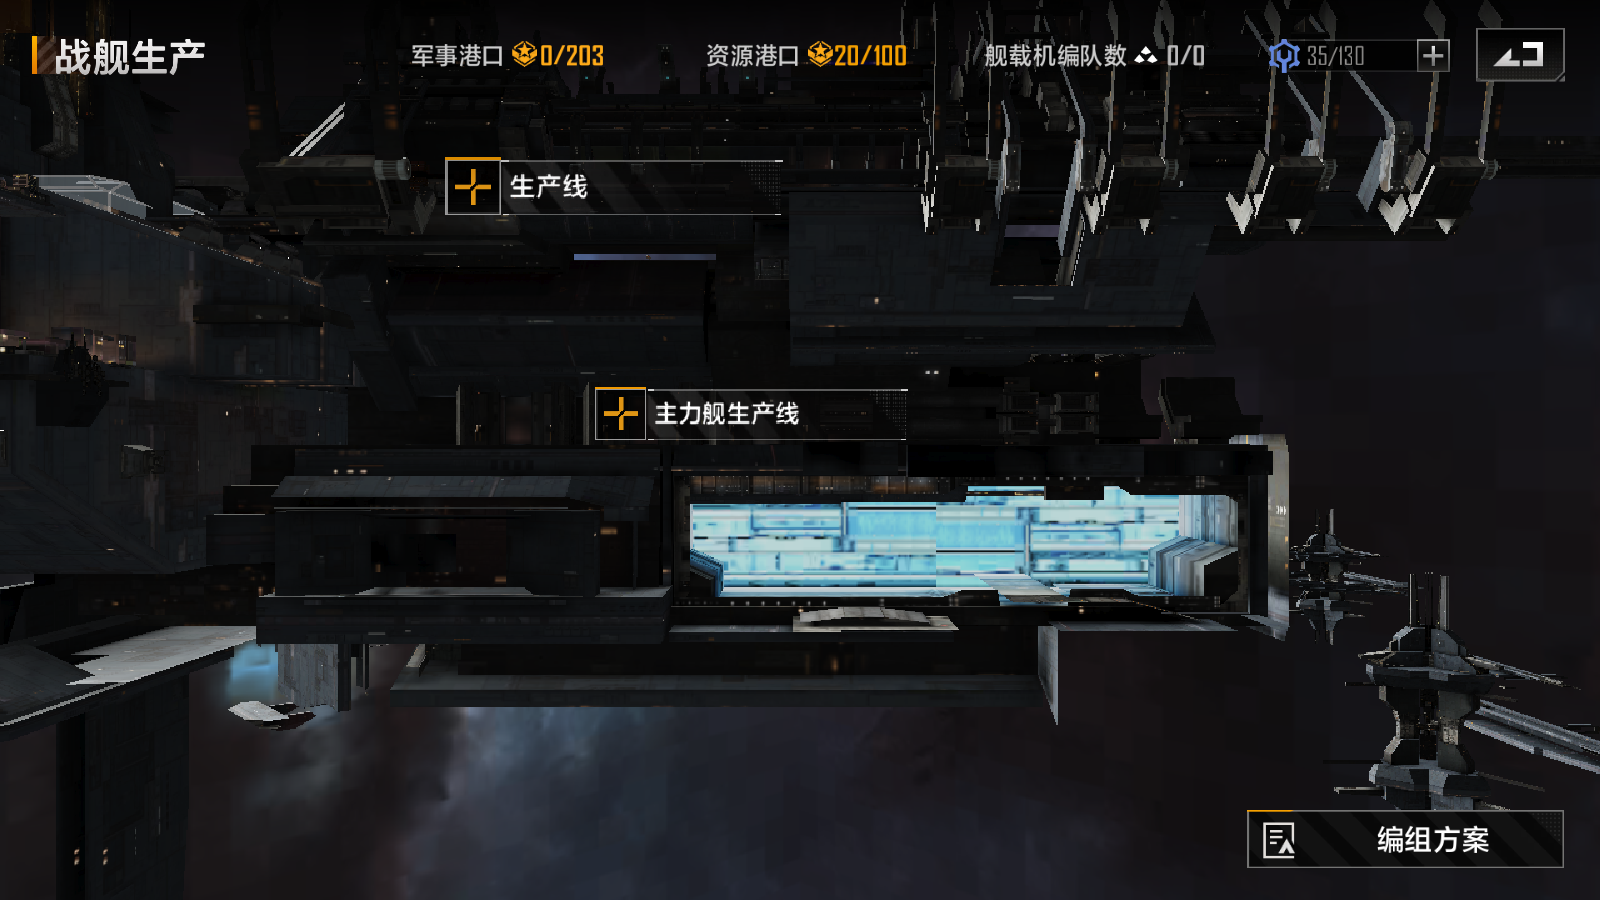 战舰生产
军事港口 0/203
资源港口 20/100
舰载机编队数 0/0
35/130
生产线
主力舰生产线
编组方案